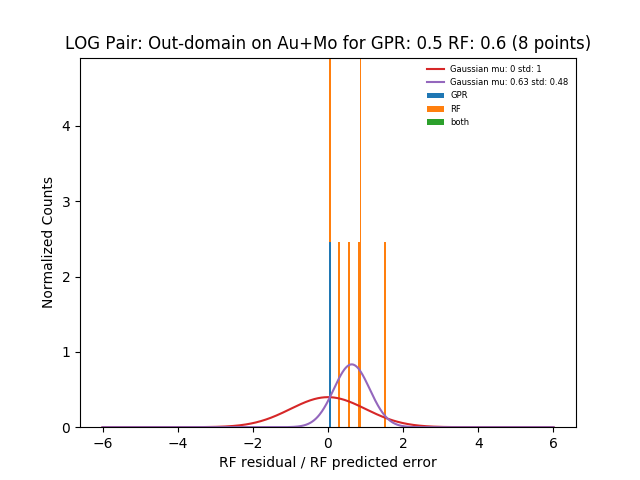 LOG Pair: Out-domain on Au+Mo for GPR: 0.5 RF: 0.6 (8 points)
Gaussian mu: 0 std: 1
Gaussian mu: 0.63 std: 0.48
GPR
RF
both
Normalized Counts
4
3
2
1
0
−6
−4
−2
0
2
4
6
RF residual / RF predicted error